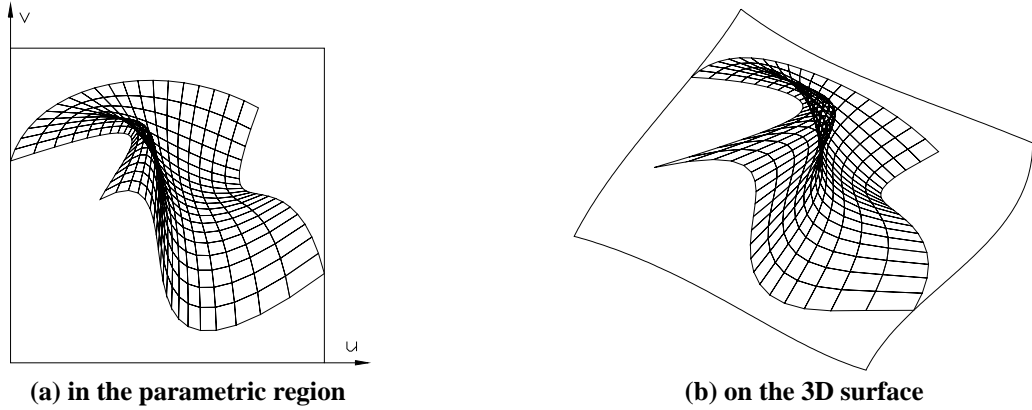 v
u
(a) in the parametric region
(b) on the 3D surface